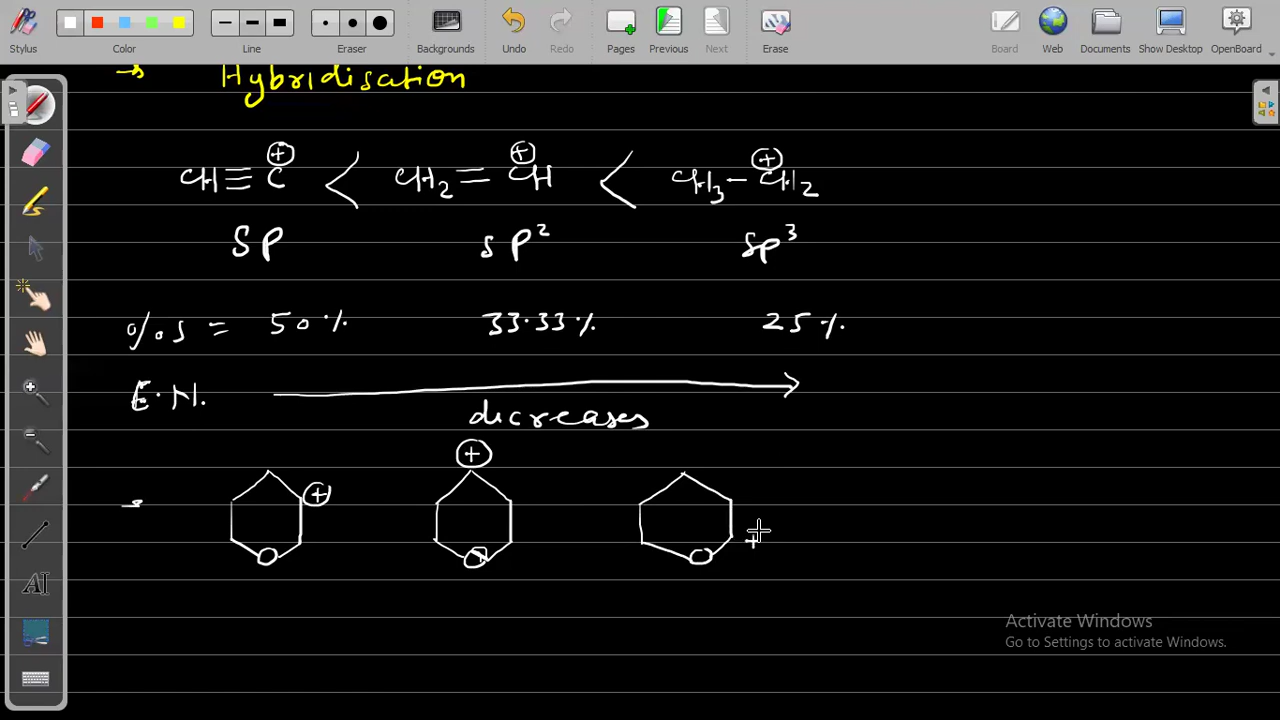 Stylus Color Line Eraser Backgrounds Undo Redo Pages Previous Next Erase Board Web Documents Show Desktop OpenBoard
→ Hybridisation
CH≡C⊕ < CH2=C⊕H < CH3-C⊕H2
SP sp² sp³
%s = 50% 33.33% 25%
E.N. decreases
→ ⊕ ⊕ +
O O O
Activate Windows
Go to Settings to activate Windows.